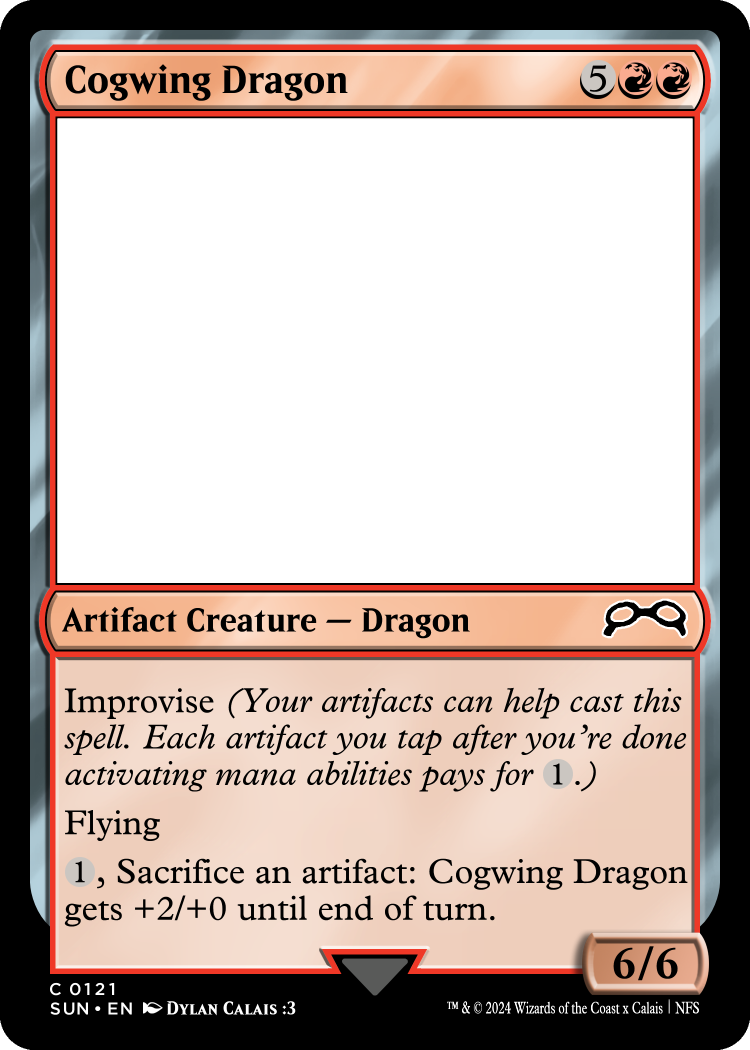 Cogwing Dragon 5
Artifact Creature — Dragon
Improvise (Your artifacts can help cast this
spell. Each artifact you tap after you're done
activating mana abilities pays for 1.)
Flying
1, Sacrifice an artifact: Cogwing Dragon
gets +2/+0 until end of turn.
6/6
C 0121
SUN • EN Dylan Calais :3
™ & © 2024 Wizards of the Coast x Calais | NFS